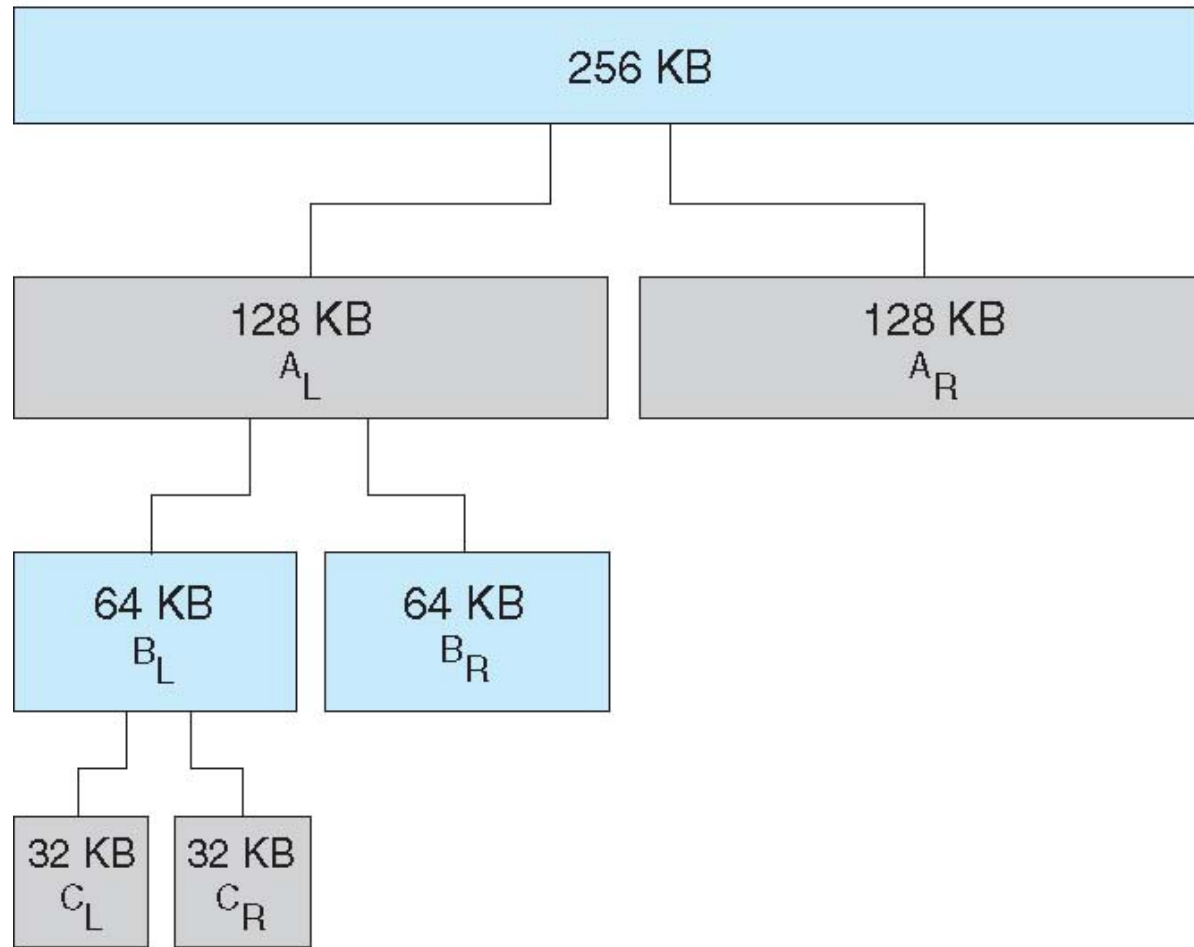 256 KB
128 KB
A_L
128 KB
A_R
64 KB
B_L
64 KB
B_R
32 KB
C_L
32 KB
C_R